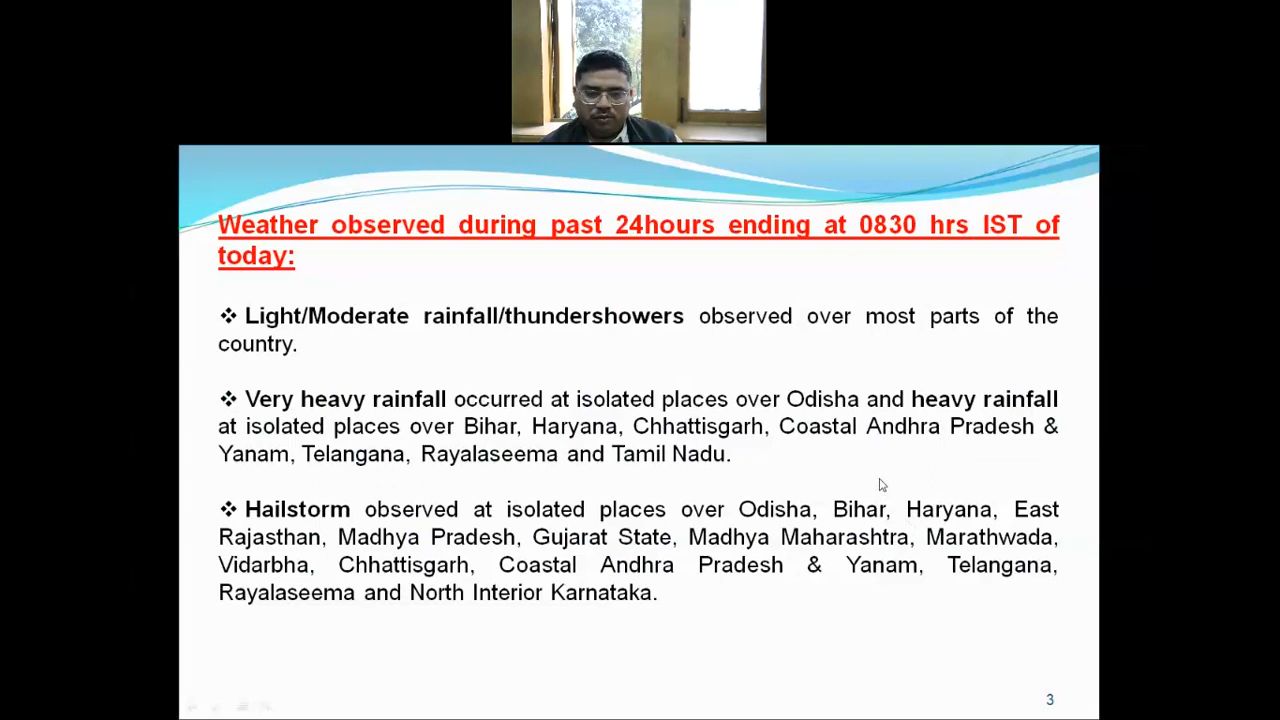 Weather observed during past 24hours ending at 0830 hrs IST of
today:
❖ Light/Moderate rainfall/thundershowers observed over most parts of the
country.
❖ Very heavy rainfall occurred at isolated places over Odisha and heavy rainfall
at isolated places over Bihar, Haryana, Chhattisgarh, Coastal Andhra Pradesh &
Yanam, Telangana, Rayalaseema and Tamil Nadu.
❖ Hailstorm observed at isolated places over Odisha, Bihar, Haryana, East
Rajasthan, Madhya Pradesh, Gujarat State, Madhya Maharashtra, Marathwada,
Vidarbha, Chhattisgarh, Coastal Andhra Pradesh & Yanam, Telangana,
Rayalaseema and North Interior Karnataka.
3